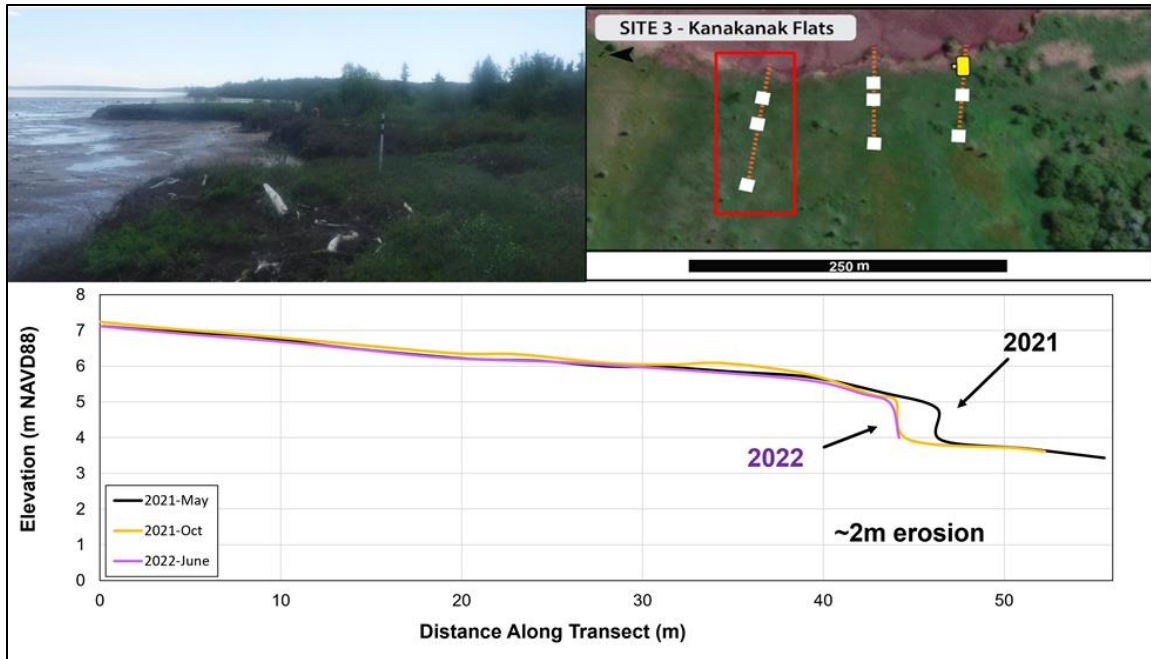 SITE 3 - Kanakanak Flats
250 m
8
7
6
5
4
3
2
1
0
Elevation (m NAVD88)
2021
2022
~2m erosion
2021-May
2021-Oct
2022-June
0
10
20
30
40
50
Distance Along Transect (m)